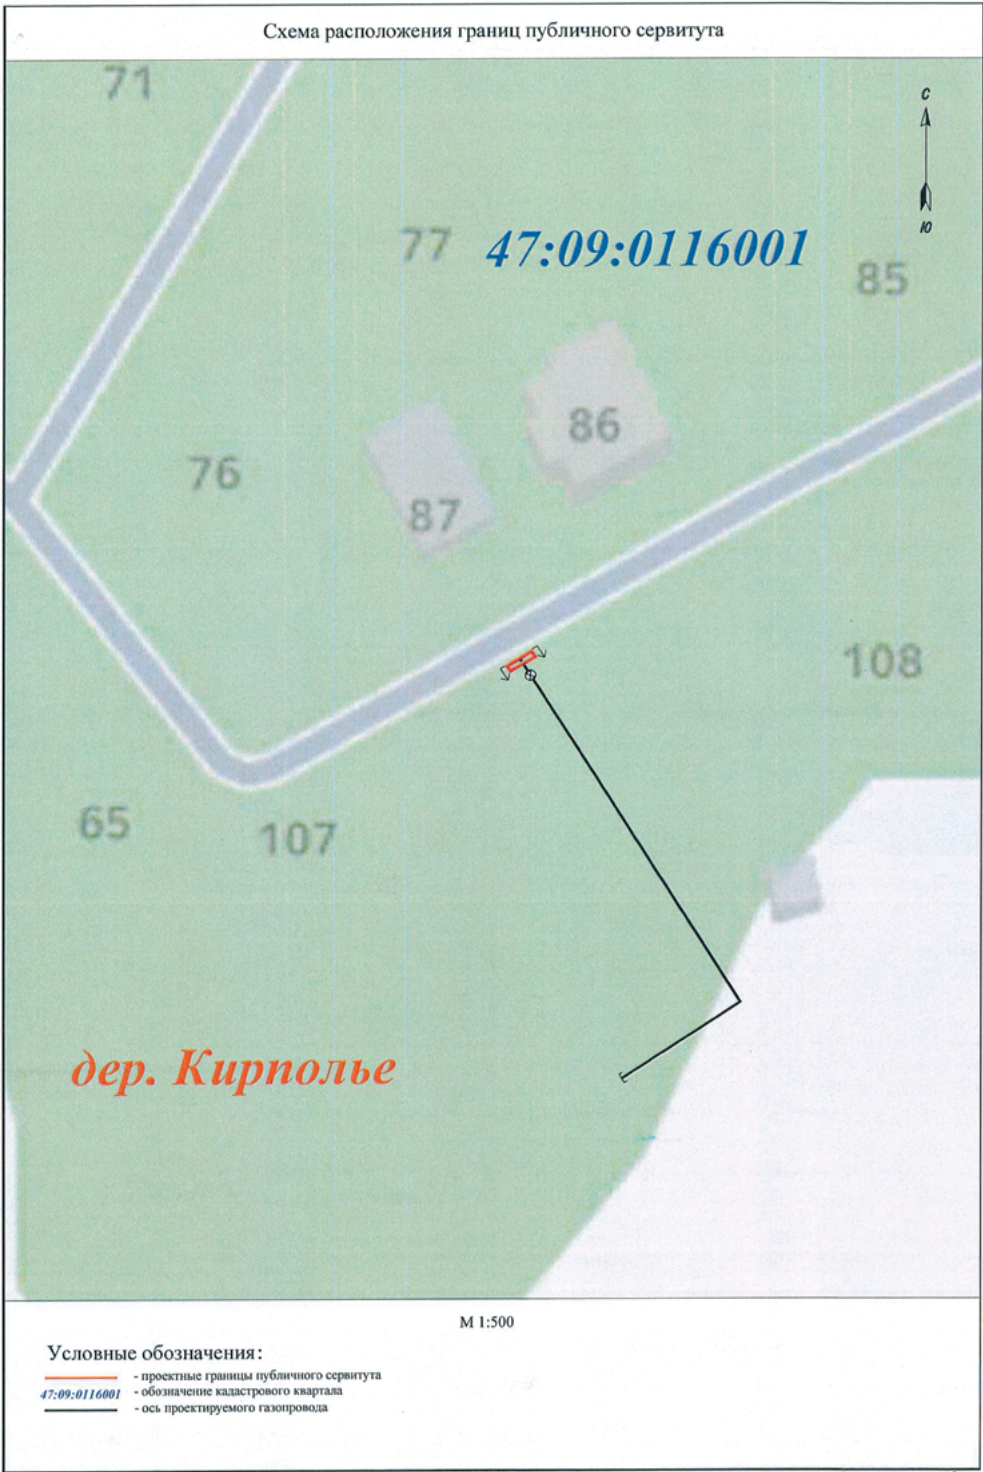 Схема расположения границ публичного сервитута
71
С
Ю
77
47:09:0116001
85
86
76
87
108
65
107
дер. Кирполье
М 1:500
Условные обозначения:
- проектные границы публичного сервитута
47:09:0116001 - обозначение кадастрового квартала
- ось проектируемого газопровода